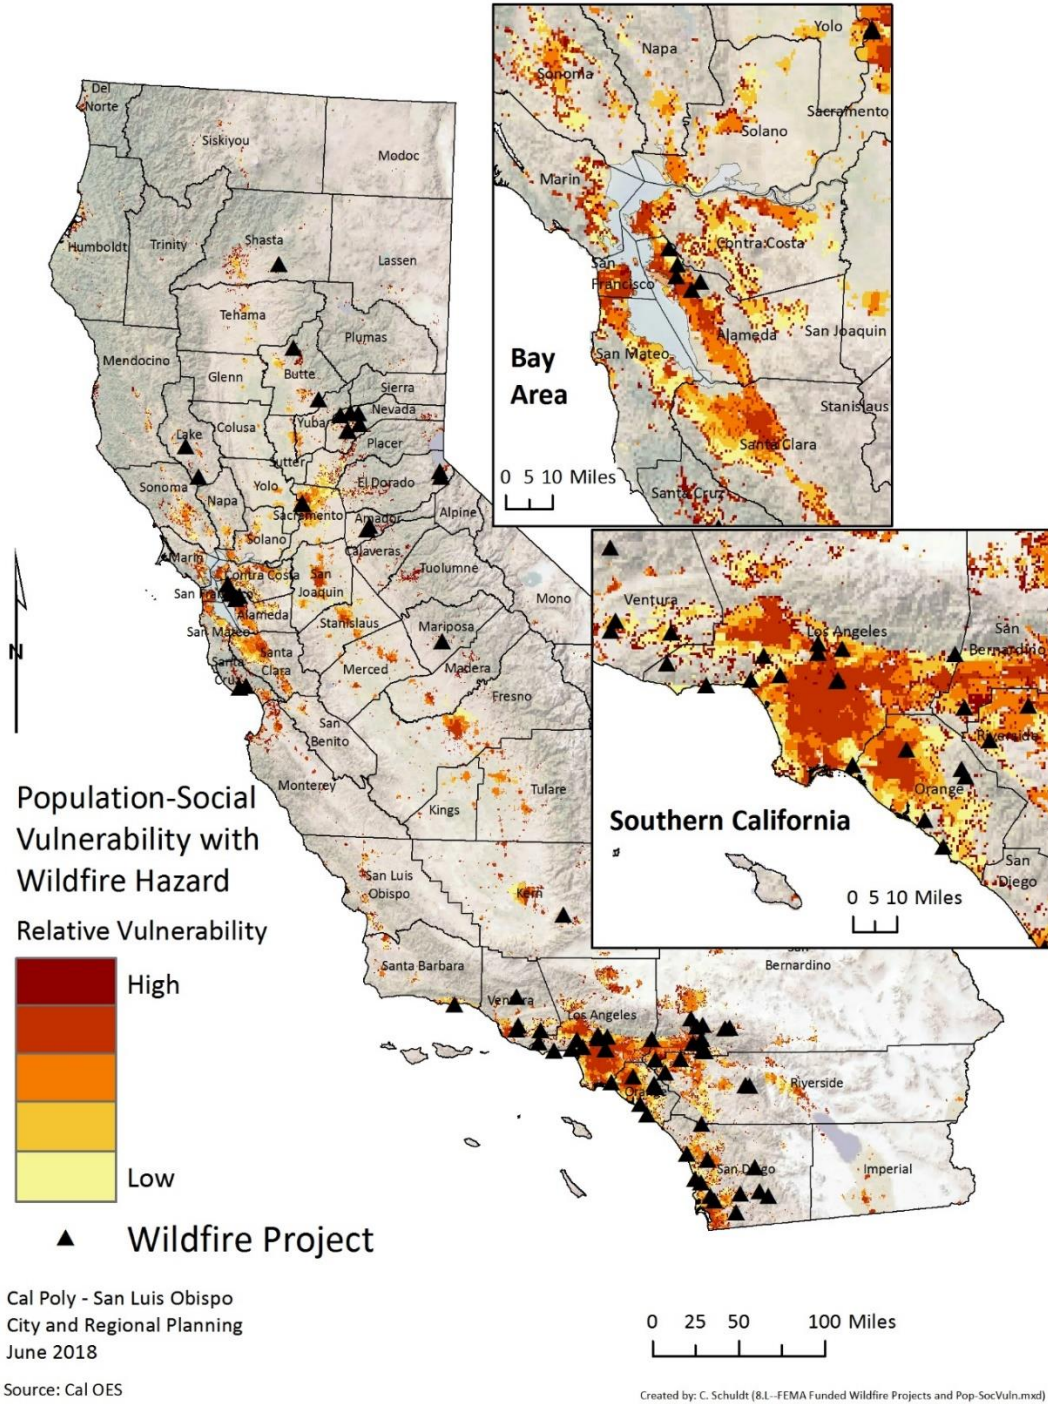 Del
Norte
Siskiyou
Modoc
Humboldt
Trinity
Shasta
Lassen
Tehama
Plumas
Mendocino
Glenn
Butte
Sierra
Nevada
Colusa
Yuba
Placer
Lake
Sutter
Sonoma
Napa
Yolo
El Dorado
Sacramento
Alpine
Amador
Solano
Marin
Calaveras
Contra Costa
San
Joaquin
Tuolumne
Mono
Alameda
Stanislaus
San Mateo
Mariposa
Santa
Clara
Santa
Cruz
Merced
Madera
Fresno
San
Benito
Monterey
Kings
Tulare
San Luis
Obispo
Kern
Santa Barbara
Ventura
Los Angeles
San
Bernardino
Orange
Riverside
San Diego
Imperial
Yolo
Napa
Sonoma
Sacramento
Solano
Marin
Contra Costa
San
Francisco
Alameda
San Joaquin
San Mateo
Stanislaus
Santa Clara
Santa Cruz
Bay
Area
0 5 10 Miles
Ventura
Los Angeles
San
Bernardino
Riverside
Orange
San
Diego
Southern California
0 5 10 Miles
N
Population-Social
Vulnerability with
Wildfire Hazard
Relative Vulnerability
High
Low
Wildfire Project
Cal Poly - San Luis Obispo
City and Regional Planning
June 2018
Source: Cal OES
0 25 50 100 Miles
Created by: C. Schuldt (8.L--FEMA Funded Wildfire Projects and Pop-SocVuln.mxd)